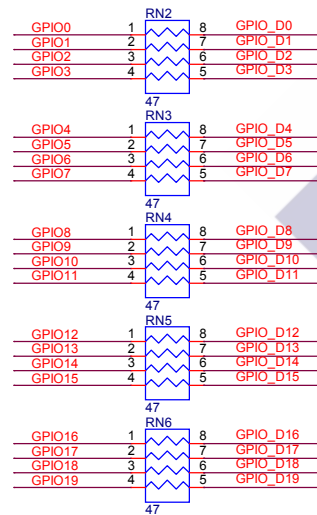 RN2
GPIO0 1 8 GPIO_D0
GPIO1 2 7 GPIO_D1
GPIO2 3 6 GPIO_D2
GPIO3 4 5 GPIO_D3
47
RN3
GPIO4 1 8 GPIO_D4
GPIO5 2 7 GPIO_D5
GPIO6 3 6 GPIO_D6
GPIO7 4 5 GPIO_D7
47
RN4
GPIO8 1 8 GPIO_D8
GPIO9 2 7 GPIO_D9
GPIO10 3 6 GPIO_D10
GPIO11 4 5 GPIO_D11
47
RN5
GPIO12 1 8 GPIO_D12
GPIO13 2 7 GPIO_D13
GPIO14 3 6 GPIO_D14
GPIO15 4 5 GPIO_D15
47
RN6
GPIO16 1 8 GPIO_D16
GPIO17 2 7 GPIO_D17
GPIO18 3 6 GPIO_D18
GPIO19 4 5 GPIO_D19
47